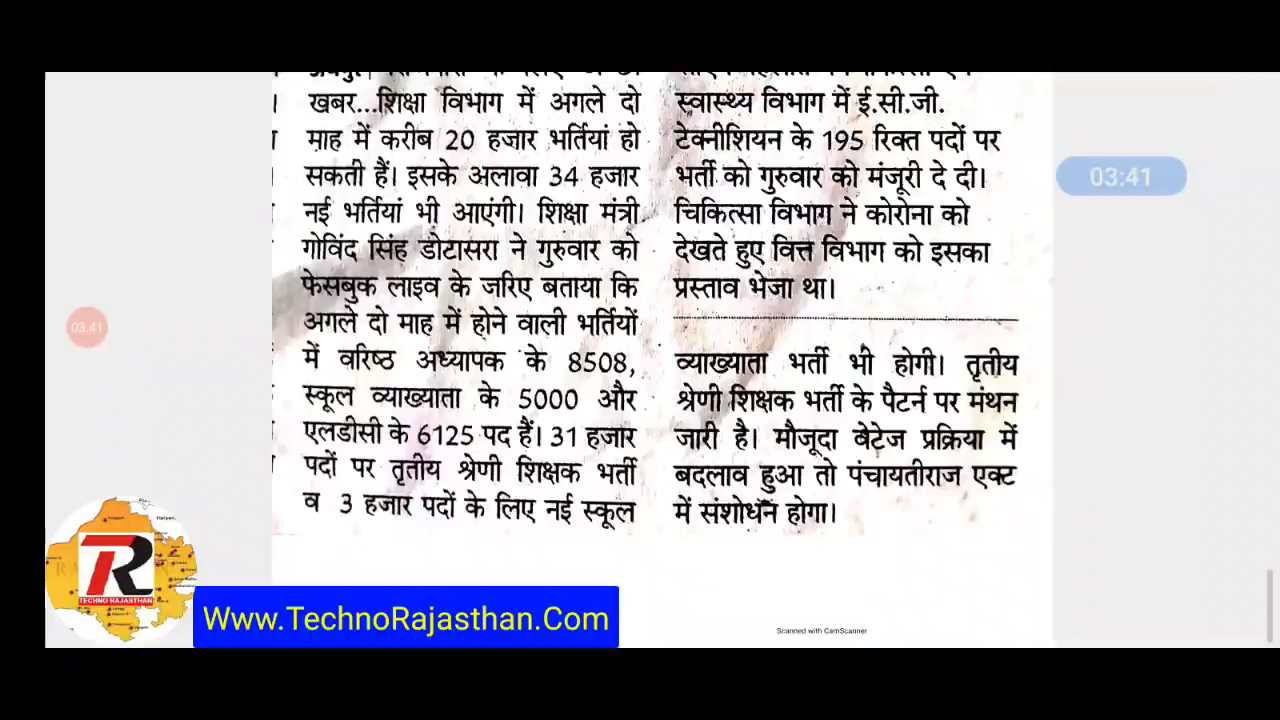 खबर...शिक्षा विभाग में अगले दो
माह में करीब 20 हजार भर्तियां हो
सकती हैं। इसके अलावा 34 हजार
नई भर्तियां भी आएंगी। शिक्षा मंत्री
गोविंद सिंह डोटासरा ने गुरुवार को
फेसबुक लाइव के जरिए बताया कि
अगले दो माह में होने वाली भर्तियों
में वरिष्ठ अध्यापक के 8508,
स्कूल व्याख्याता के 5000 और
एलडीसी के 6125 पद हैं। 31 हजार
पदों पर तृतीय श्रेणी शिक्षक भर्ती
व 3 हजार पदों के लिए नई स्कूल
स्वास्थ्य विभाग में ई.सी.जी.
टेक्नीशियन के 195 रिक्त पदों पर
भर्ती को गुरुवार को मंजूरी दे दी।
चिकित्सा विभाग ने कोरोना को
देखते हुए वित्त विभाग को इसका
प्रस्ताव भेजा था।
व्याख्याता भर्ती भी होगी। तृतीय
श्रेणी शिक्षक भर्ती के पैटर्न पर मंथन
जारी है। मौजूदा बेटेज प्रक्रिया में
बदलाव हुआ तो पंचायतीराज एक्ट
में संशोधन होगा।
03:41
03:41
TR
TECHNO RAJASTHAN
Www.TechnoRajasthan.Com
Scanned with CamScanner